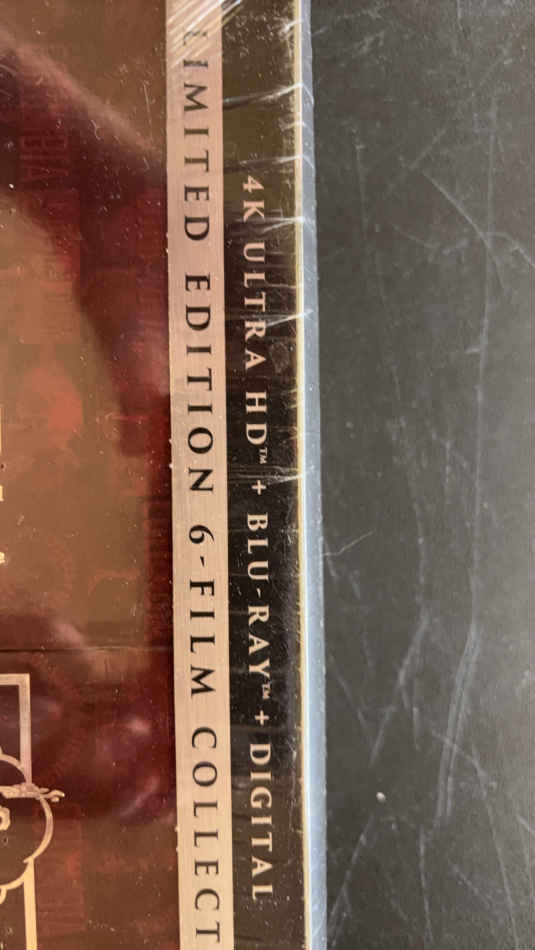 4K ULTRA HD™ + BLU-RAY™ + DIGITAL
LIMITED EDITION 6-FILM COLLECT